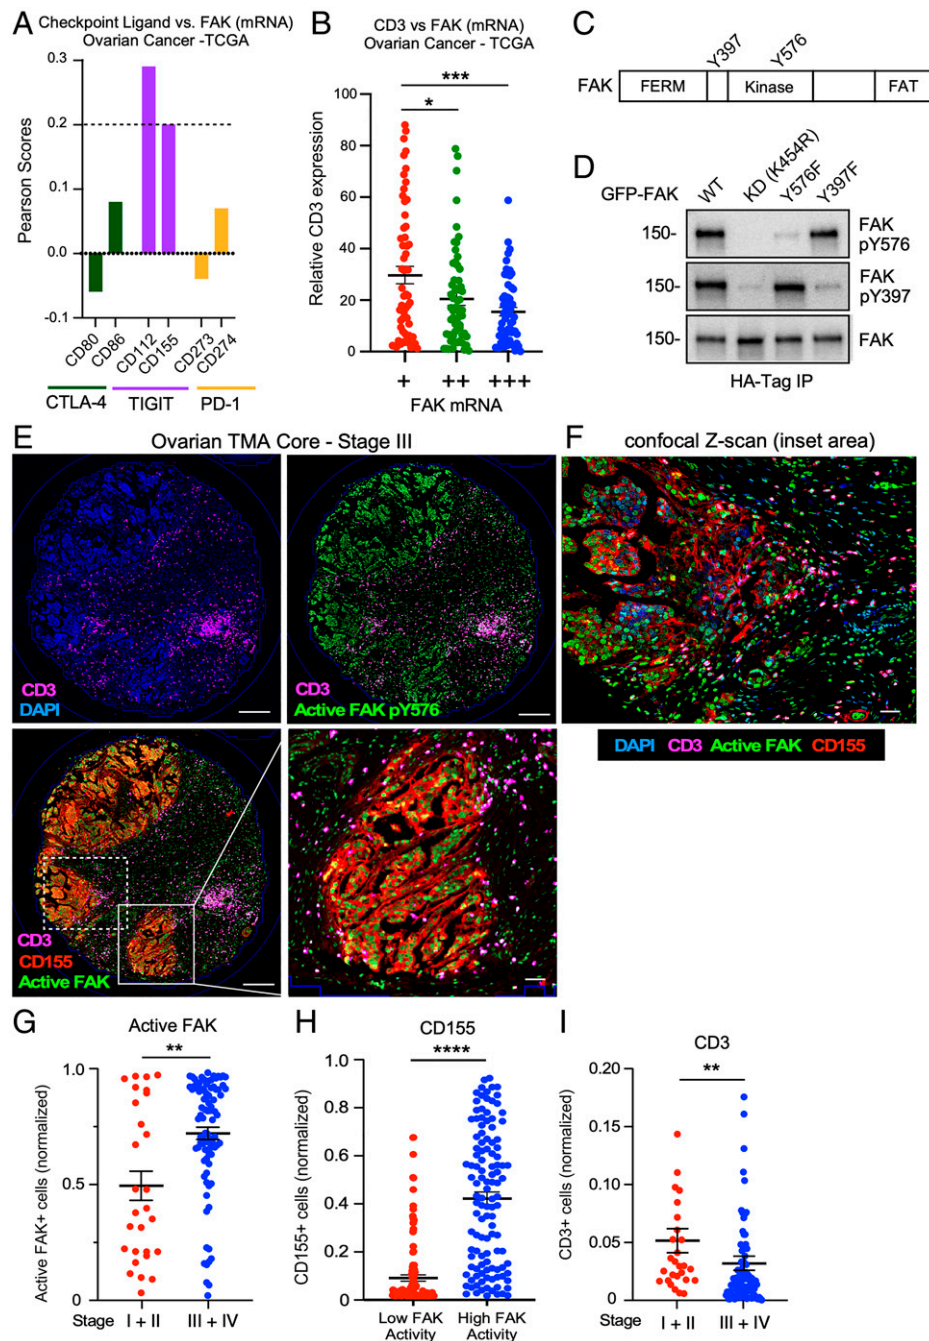 A
Checkpoint Ligand vs. FAK (mRNA)
Ovarian Cancer -TCGA
Pearson Scores
0.3
0.2
0.1
0.0
-0.1
CD80
CD86
CD112
CD155
CD273
CD274
CTLA-4
TIGIT
PD-1
B
CD3 vs FAK (mRNA)
Ovarian Cancer - TCGA
***
*
Relative CD3 expression
100
80
60
40
20
0
+
++
+++
FAK mRNA
C
Y397
Y576
FAK
FERM
Kinase
FAT
D
GFP-FAK
WT
KD (K454R)
Y576F
Y397F
150-
FAK
pY576
150-
FAK
pY397
150-
FAK
HA-Tag IP
E
Ovarian TMA Core - Stage III
CD3
DAPI
CD3
Active FAK pY576
CD3
CD155
Active FAK
F
confocal Z-scan (inset area)
DAPI CD3 Active FAK CD155
G
Active FAK
**
Active FAK+ cells (normalized)
1.0
0.5
0
Stage
I + II
III + IV
H
CD155
****
CD155+ cells (normalized)
1.0
0.8
0.6
0.4
0.2
0
Low FAK
Activity
High FAK
Activity
I
CD3
**
CD3+ cells (normalized)
0.20
0.15
0.10
0.05
0
Stage
I + II
III + IV